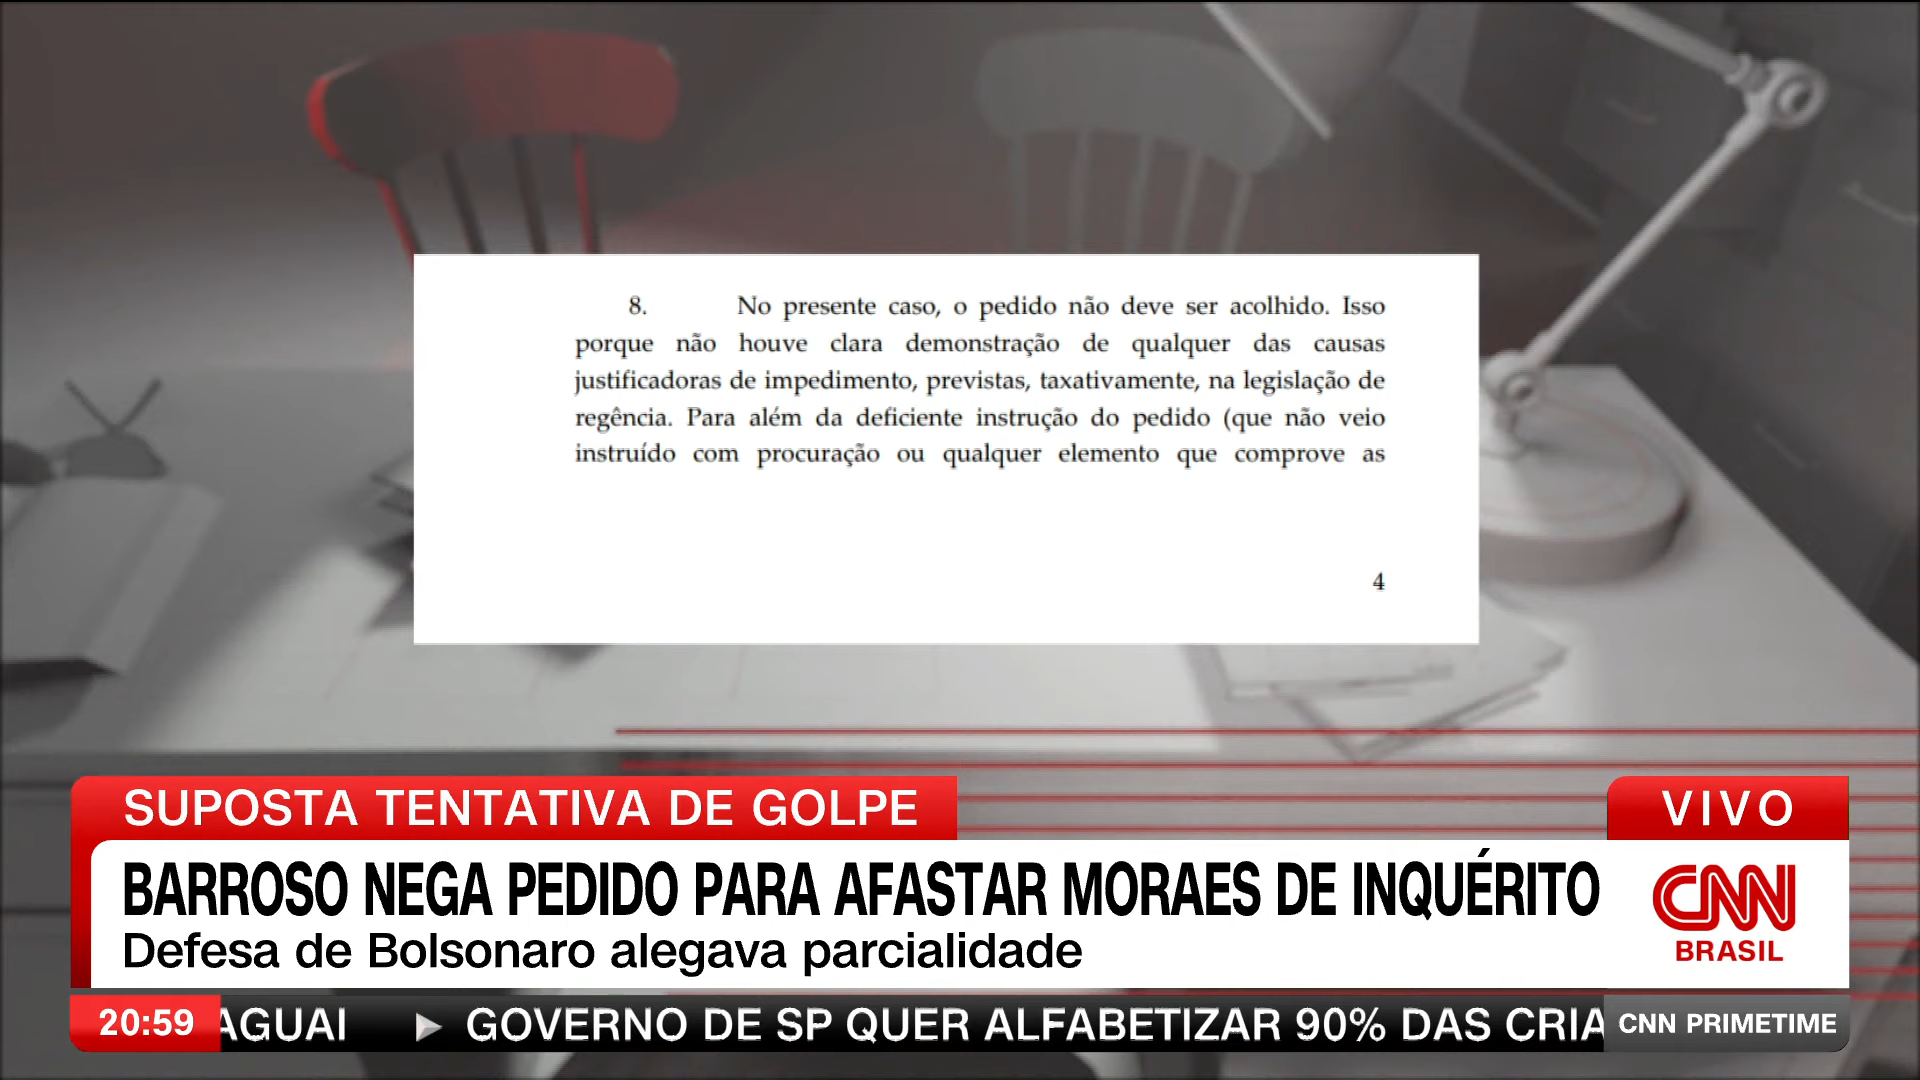 8. No presente caso, o pedido não deve ser acolhido. Isso
porque não houve clara demonstração de qualquer das causas
justificadoras de impedimento, previstas, taxativamente, na legislação de
regência. Para além da deficiente instrução do pedido (que não veio
instruído com procuração ou qualquer elemento que comprove as
4
SUPOSTA TENTATIVA DE GOLPE
VIVO
BARROSO NEGA PEDIDO PARA AFASTAR MORAES DE INQUÉRITO
Defesa de Bolsonaro alegava parcialidade
CNN
BRASIL
20:59 AGUAI ▶ GOVERNO DE SP QUER ALFABETIZAR 90% DAS CRIA
CNN PRIMETIME